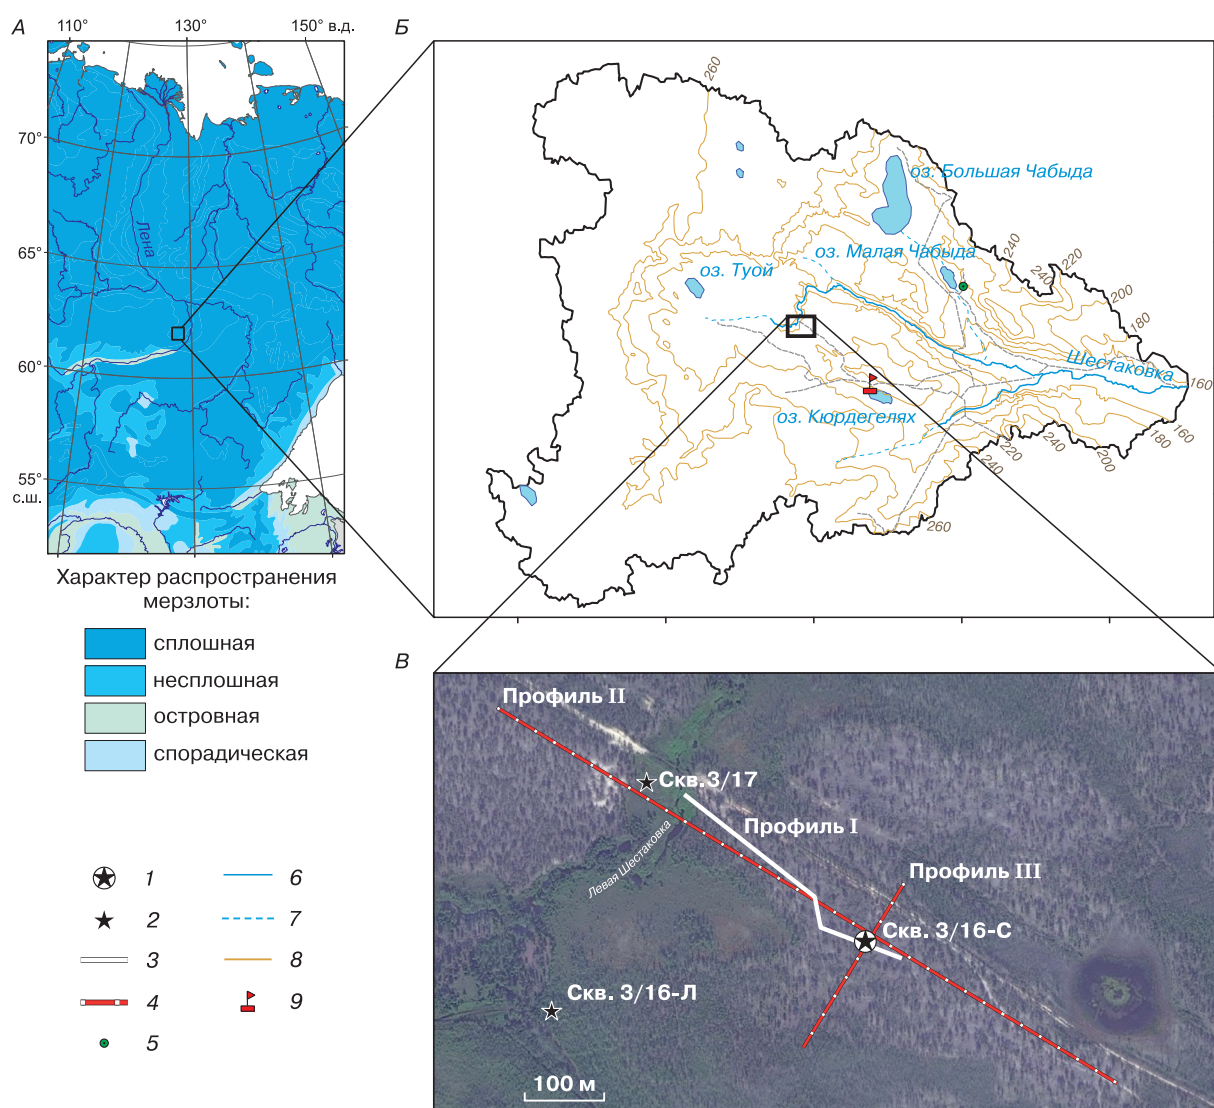 А
110°
130°
150° в.д.
70°
65°
60°
55°
с.ш.
Лена
Характер распространения
мерзлоты:
сплошная
несплошная
островная
спорадическая
1
2
3
4
5
6
7
8
9
Б
260
оз. Большая Чабыда
оз. Малая Чабыда
оз. Туой
оз. Кюрдегелях
Шестаковка
240
240
220
200
180
160
160
180
200
240
220
240
260
В
Профиль II
Скв.3/17
Профиль I
Левая Шестаковка
Профиль III
Скв. 3/16-С
Скв. 3/16-Л
100 м